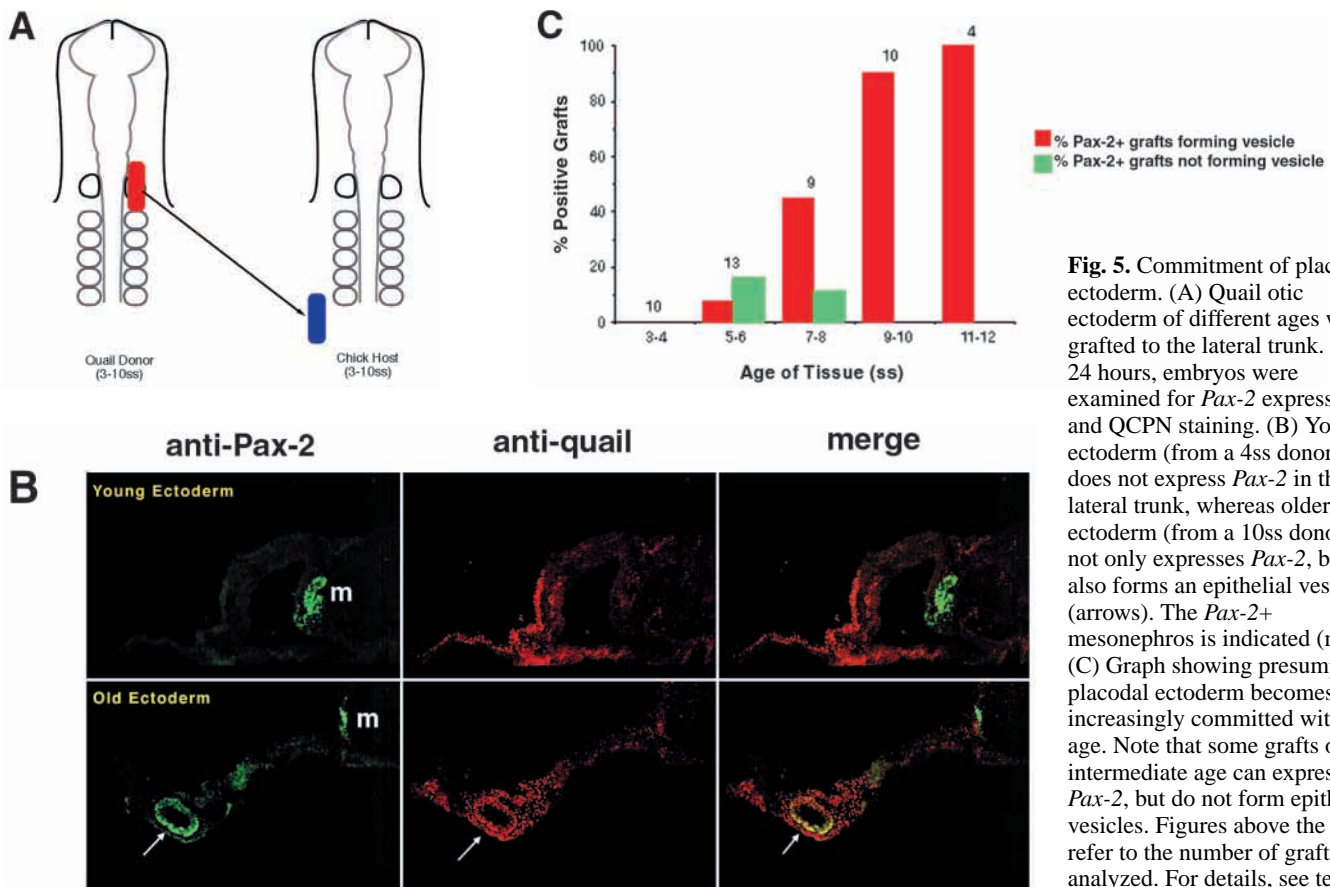 A
Quail Donor
(3-10ss)
Chick Host
(3-10ss)
C
% Positive Grafts
100
80
60
40
20
0
10
13
9
10
4
3-4
5-6
7-8
9-10
11-12
Age of Tissue (ss)
% Pax-2+ grafts forming vesicle
% Pax-2+ grafts not forming vesicle
B
anti-Pax-2
anti-quail
merge
Young Ectoderm
m
Old Ectoderm
m
Fig. 5. Commitment of
ectoderm. (A) Quail otic
ectoderm of different ages
grafted to the lateral trunk.
24 hours, embryos were
examined for Pax-2
and QCPN staining. (B)
ectoderm (from a 4ss
does not express Pax-2 in
lateral trunk, whereas older
ectoderm (from a 10ss
not only expresses Pax-2,
also forms an epithelial
(arrows). The Pax-2+
mesonephros is indicated
(C) Graph showing
placodal ectoderm becomes
increasingly committed
age. Note that some grafts
intermediate age can
Pax-2, but do not form
vesicles. Figures above the
refer to the number of
analyzed. For details, see